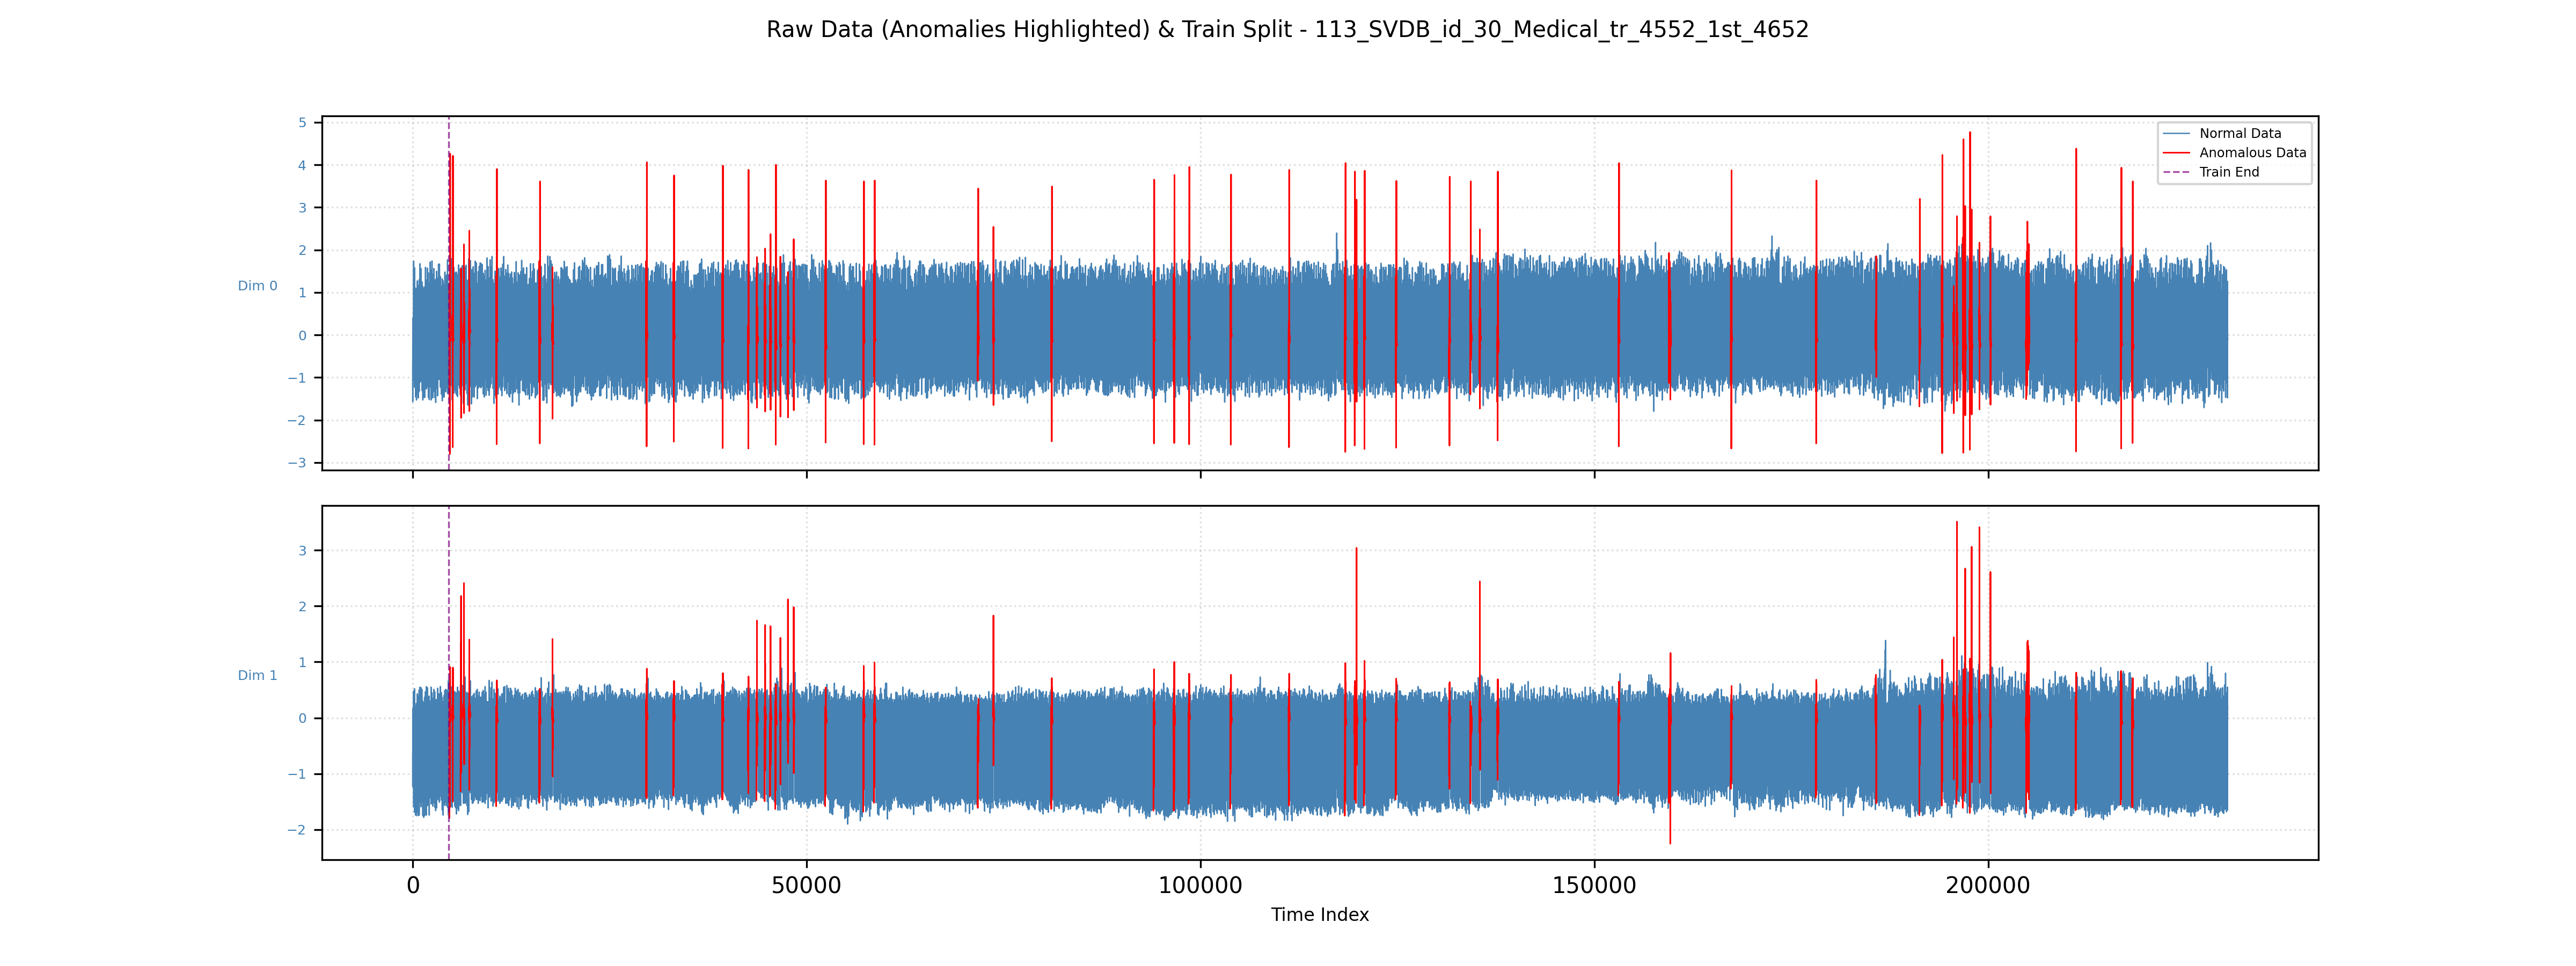 Raw Data (Anomalies Highlighted) & Train Split - 113_SVDB_id_30_Medical_tr_4552_1st_4652
5
4
3
2
1
0
−1
−2
−3
Dim 0
Normal Data
Anomalous Data
Train End
3
2
1
0
−1
−2
Dim 1
0 50000 100000 150000 200000
Time Index